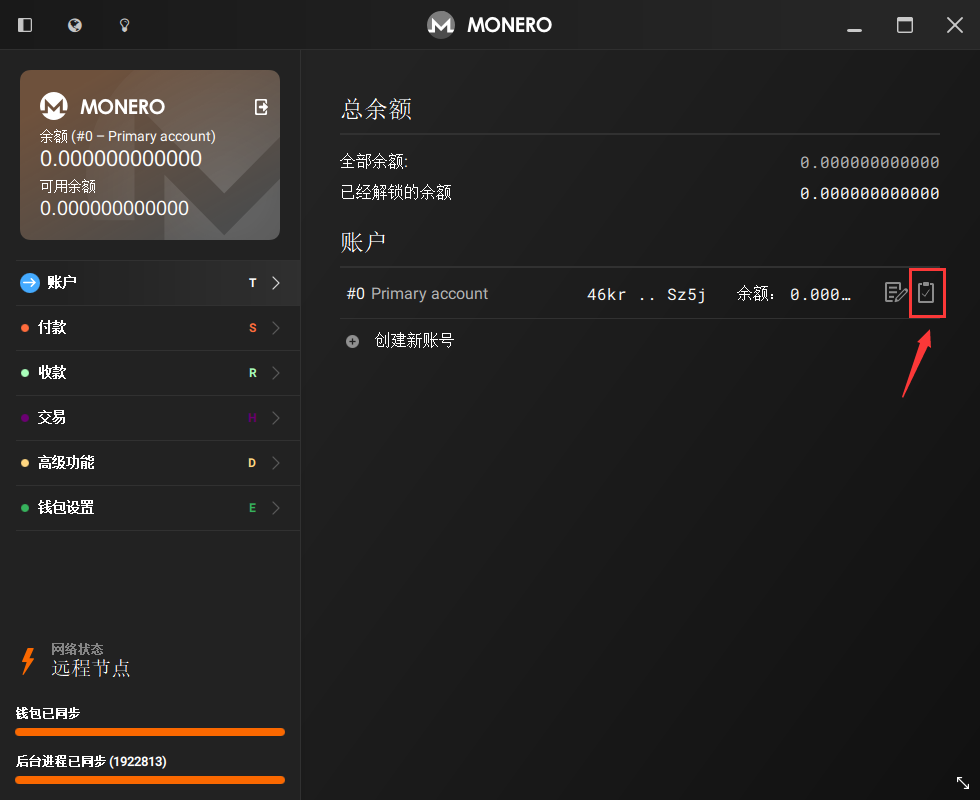 MONERO
MONERO
余额 (#0 – Primary account)
0.000000000000
可用余额
0.000000000000
账户 T
付款 S
收款 R
交易 H
高级功能 D
钱包设置 E
网络状态
远程节点
钱包已同步
后台进程已同步 (1922813)
总余额
全部余额: 0.000000000000
已经解锁的余额 0.000000000000
账户
#0 Primary account 46kr .. Sz5j 余额: 0.000…
创建新账号